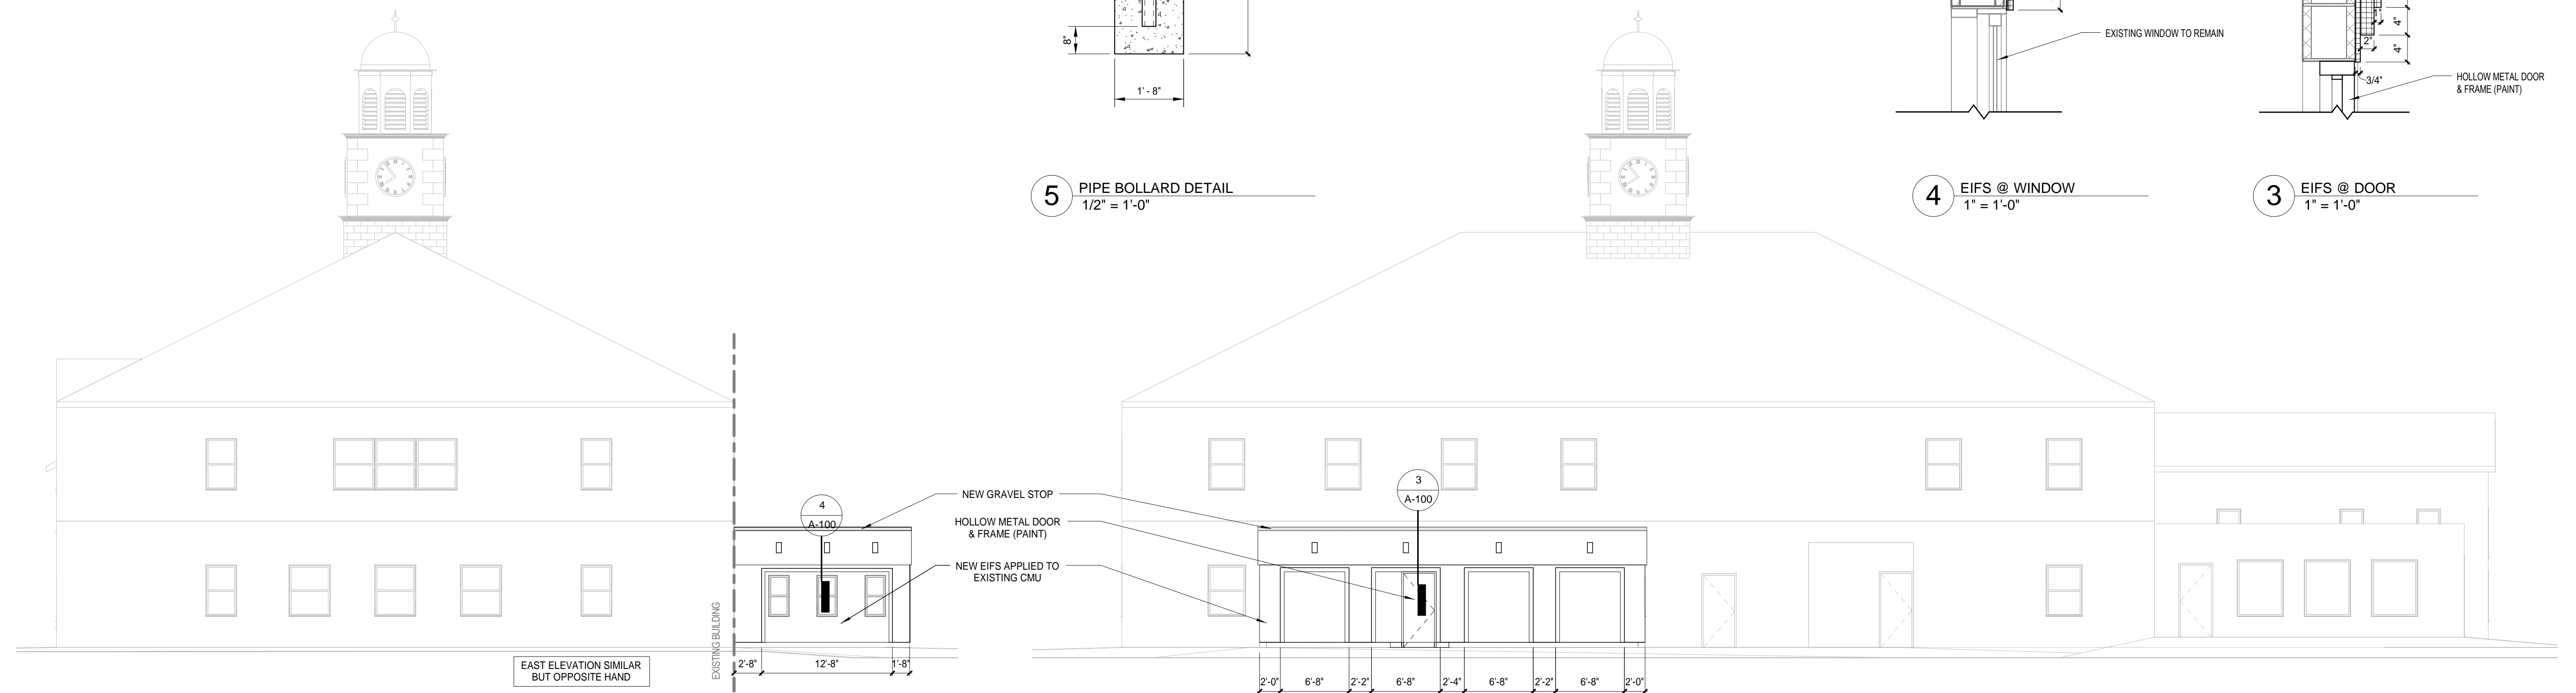 8"
1' - 8"
5
PIPE BOLLARD DETAIL
1/2" = 1'-0"
EXISTING WINDOW TO REMAIN
4
EIFS @ WINDOW
1" = 1'-0"
4"
2"
4"
3/4"
HOLLOW METAL DOOR
& FRAME (PAINT)
3
EIFS @ DOOR
1" = 1'-0"
EXISTING BUILDING
4
A-100
NEW GRAVEL STOP
HOLLOW METAL DOOR
& FRAME (PAINT)
NEW EIFS APPLIED TO
EXISTING CMU
3
A-100
EAST ELEVATION SIMILAR
BUT OPPOSITE HAND
2'-8" 12'-8" 1'-8"
2'-0" 6'-8" 2'-2" 6'-8" 2'-4" 6'-8" 2'-2" 6'-8" 2'-0"